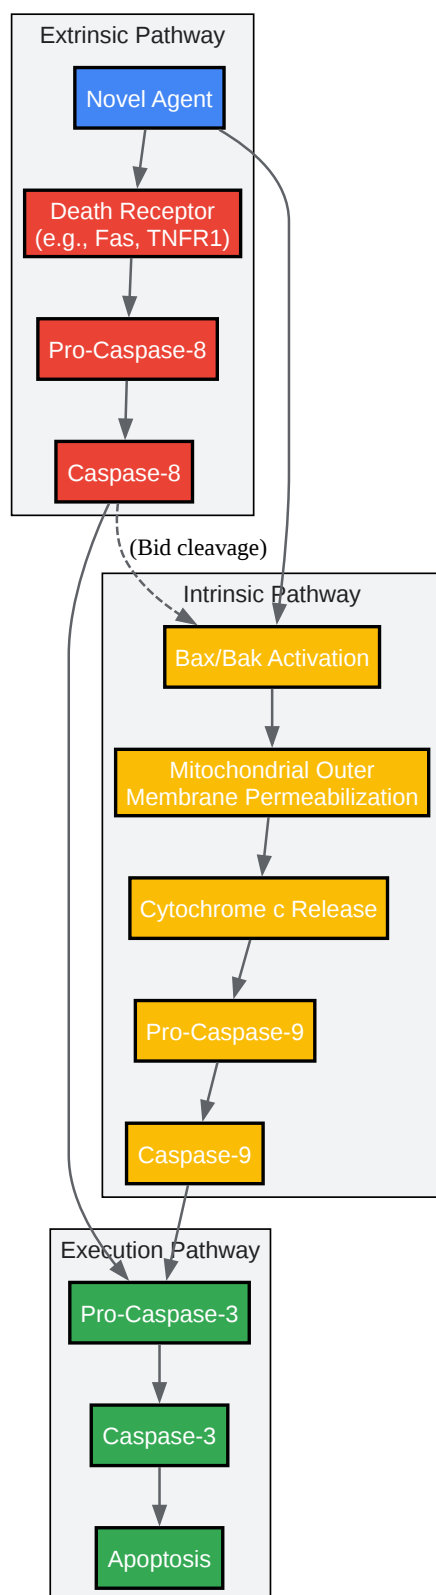 Extrinsic Pathway
Novel Agent
Death Receptor
(e.g., Fas, TNFR1)
Pro-Caspase-8
Caspase-8
(Bid cleavage)
Intrinsic Pathway
Bax/Bak Activation
Mitochondrial Outer
Membrane Permeabilization
Cytochrome c Release
Pro-Caspase-9
Caspase-9
Execution Pathway
Pro-Caspase-3
Caspase-3
Apoptosis